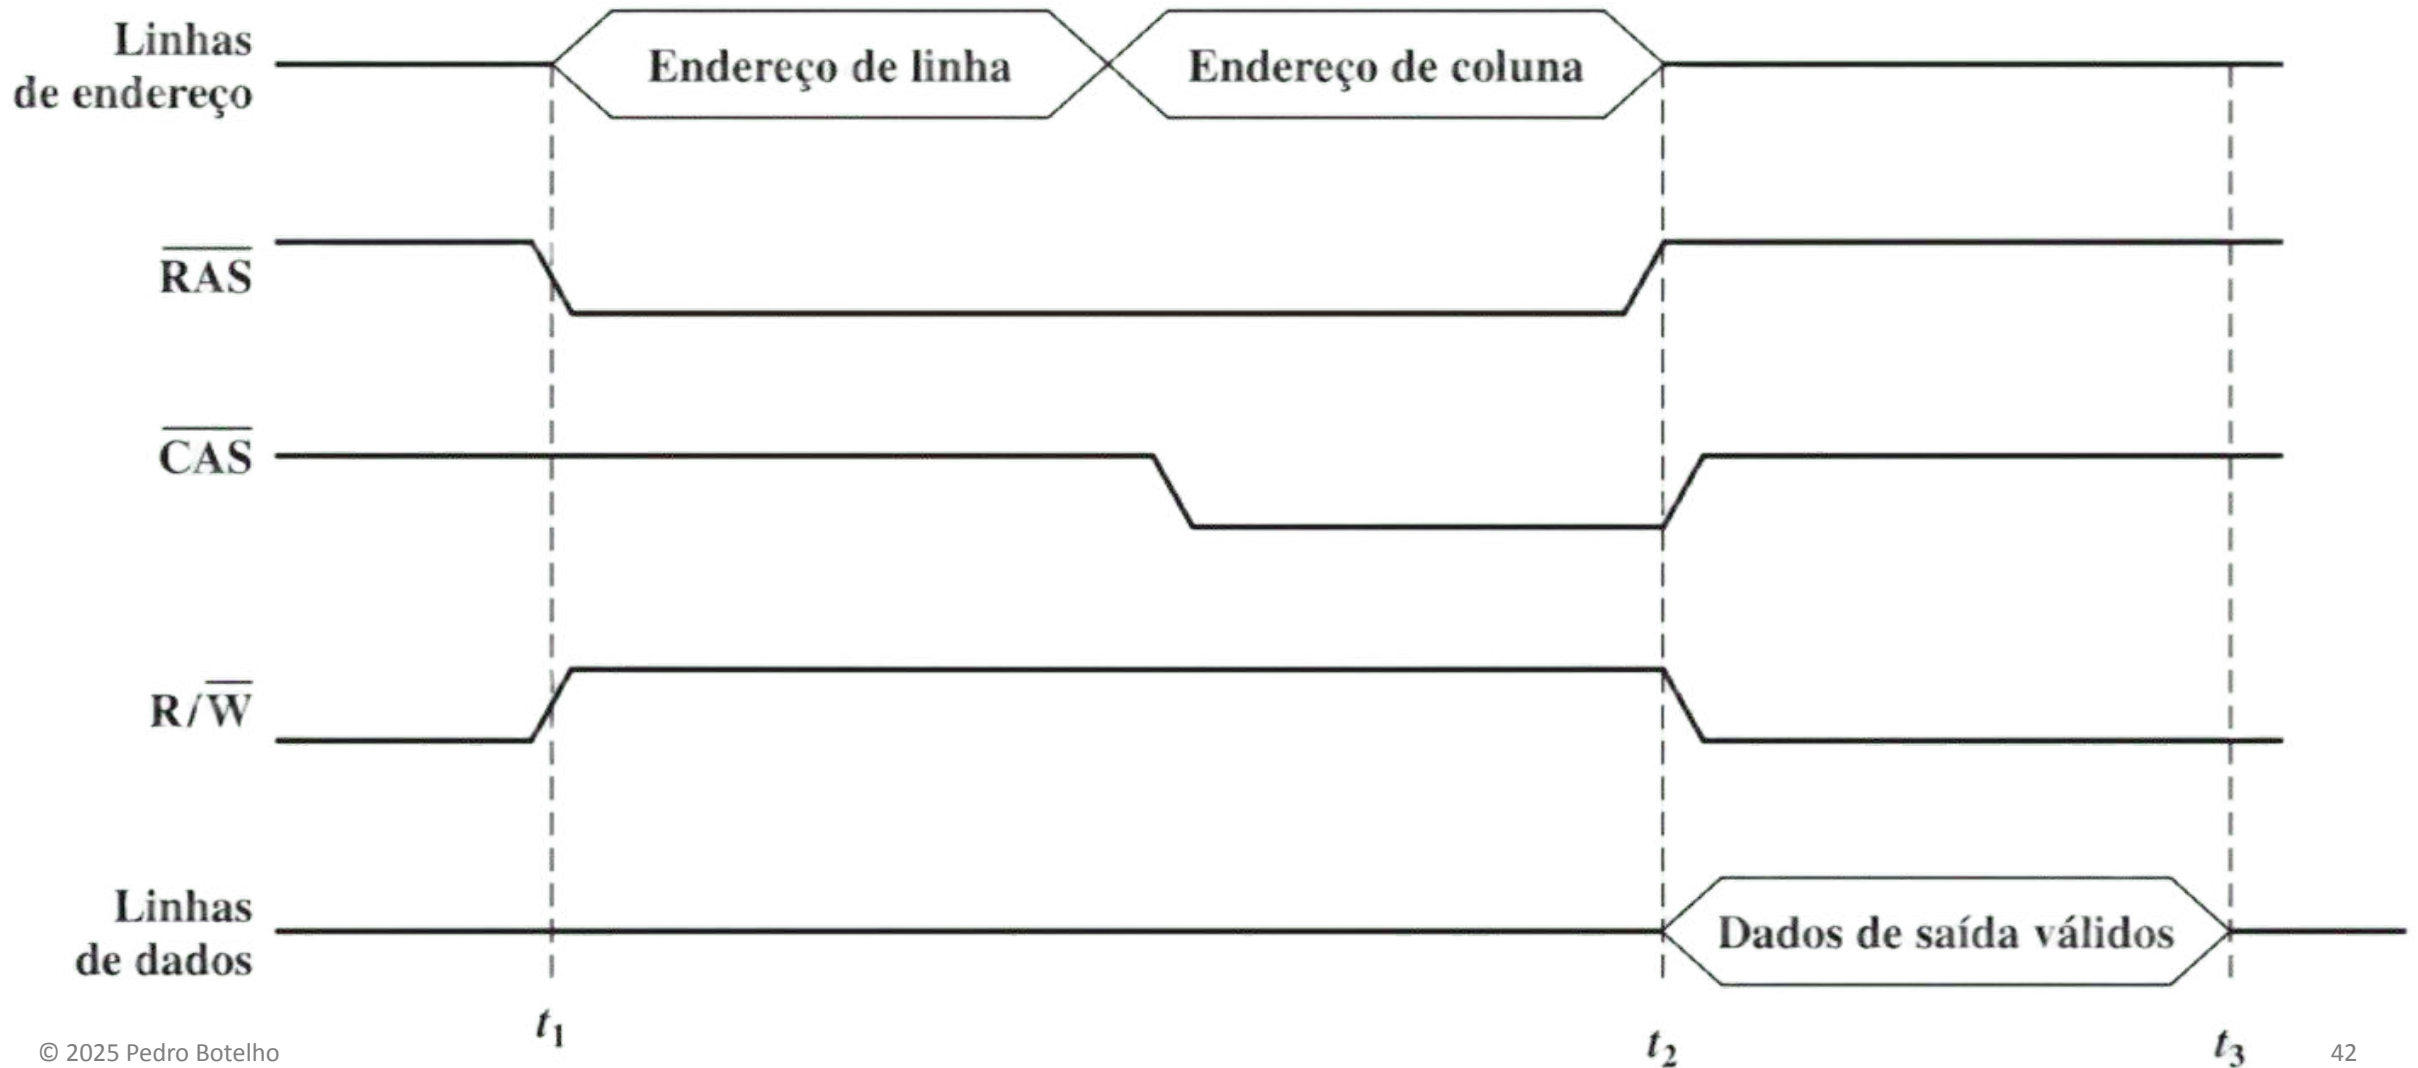 Linhas
de endereço
Endereço de linha
Endereço de coluna
RAS
CAS
R/W
Linhas
de dados
Dados de saída válidos
t1
t2
t3
© 2025 Pedro Botelho
42